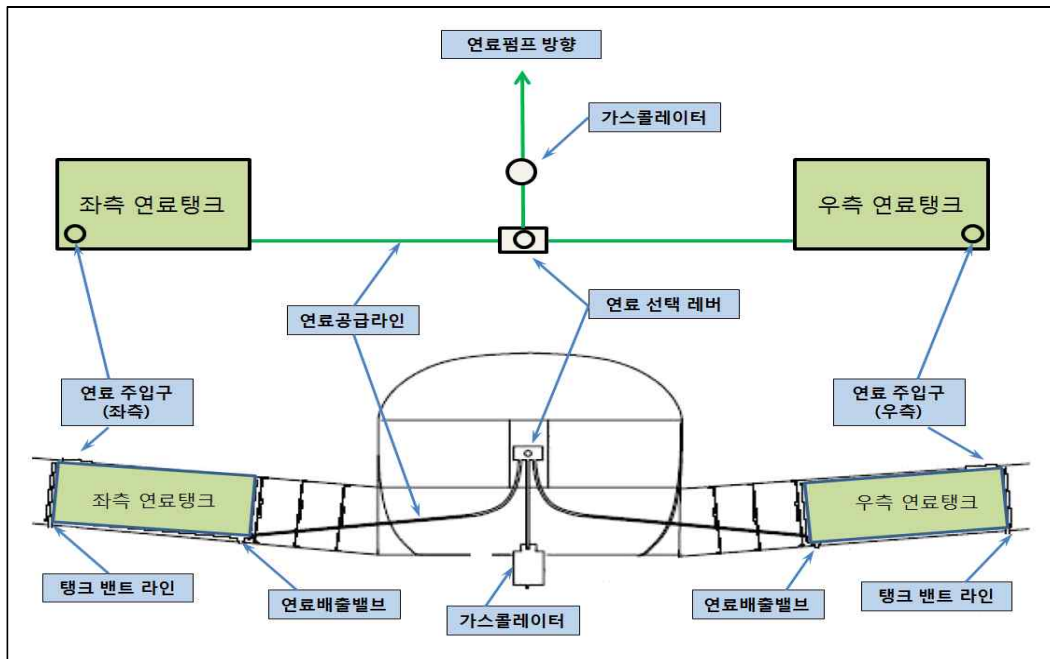 연료펌프 방향
가스콜레이터
좌측 연료탱크
우측 연료탱크
연료공급라인
연료 선택 레버
연료 주입구
(좌측)
연료 주입구
(우측)
좌측 연료탱크
우측 연료탱크
탱크 밴트 라인
연료배출밸브
가스콜레이터
연료배출밸브
탱크 밴트 라인